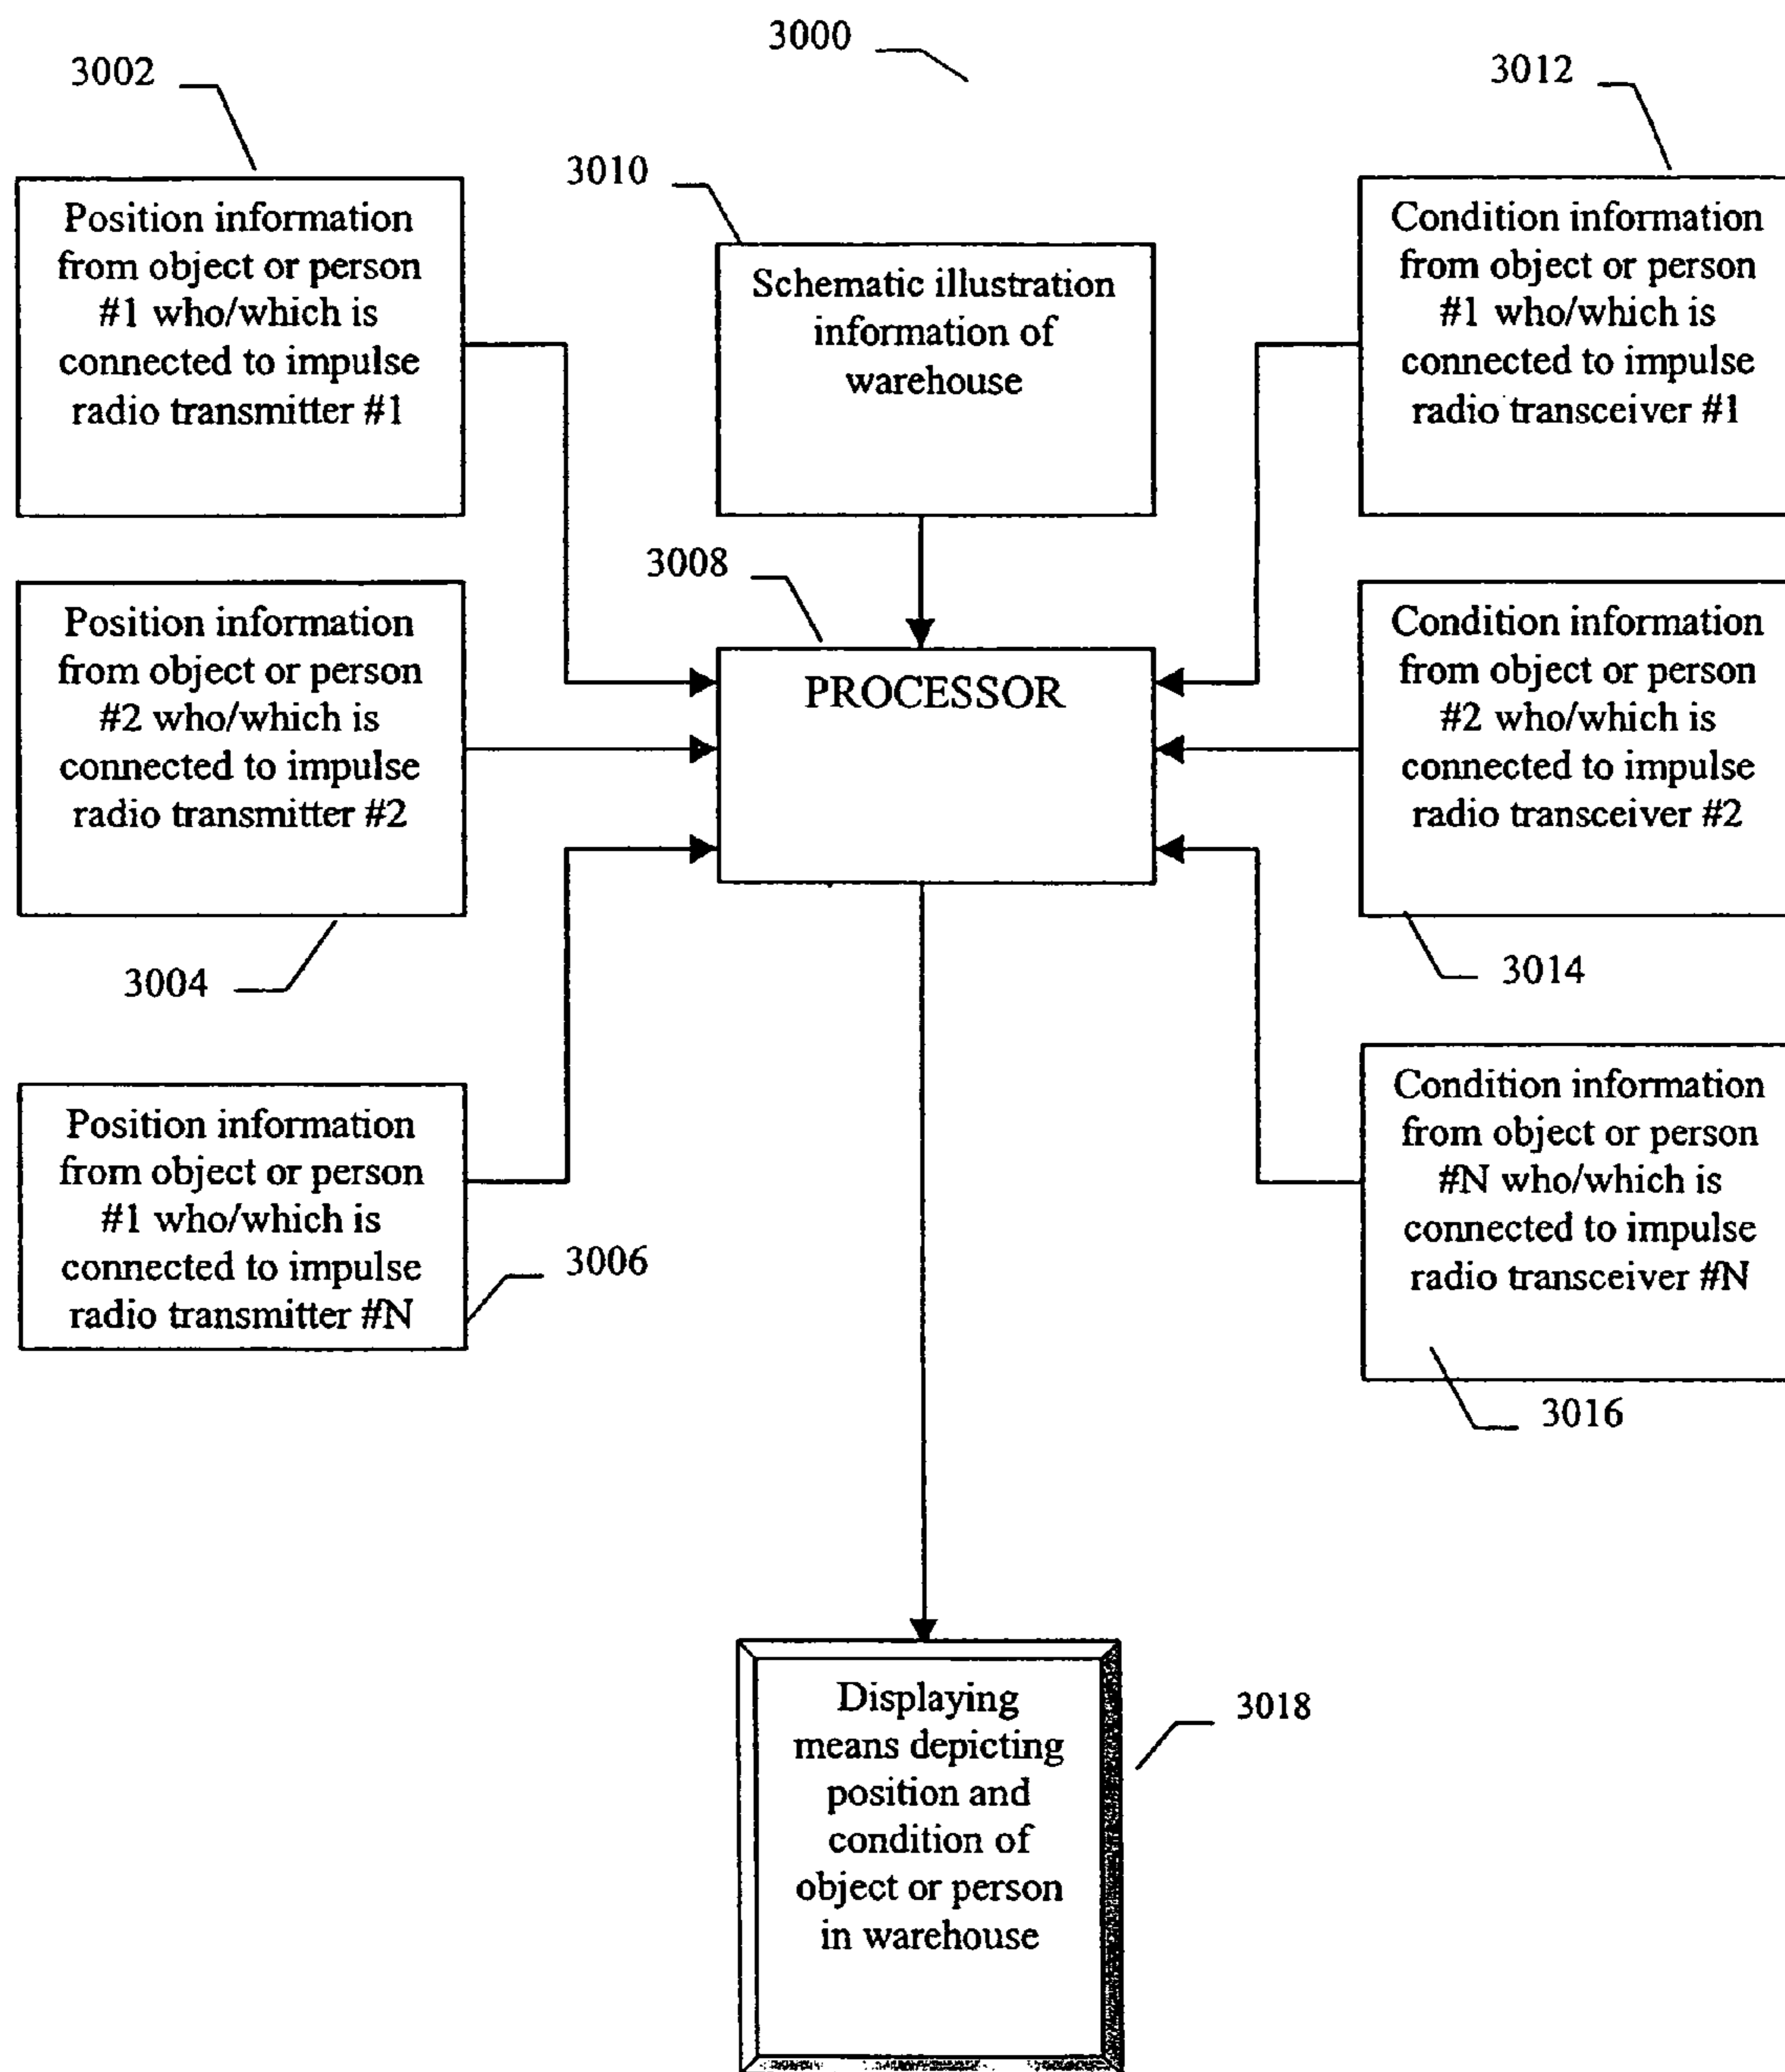 3000
3002
3012
3010
Position information
from object or person
#1 who/which is
connected to impulse
radio transmitter #1
Schematic illustration
information of
warehouse
Condition information
from object or person
#1 who/which is
connected to impulse
radio transceiver #1
3008
Position information
from object or person
#2 who/which is
connected to impulse
radio transmitter #2
PROCESSOR
Condition information
from object or person
#2 who/which is
connected to impulse
radio transceiver #2
3004
3014
Position information
from object or person
#1 who/which is
connected to impulse
radio transmitter #N
3006
Condition information
from object or person
#N who/which is
connected to impulse
radio transceiver #N
3016
Displaying
means depicting
position and
condition of
object or person
in warehouse
3018